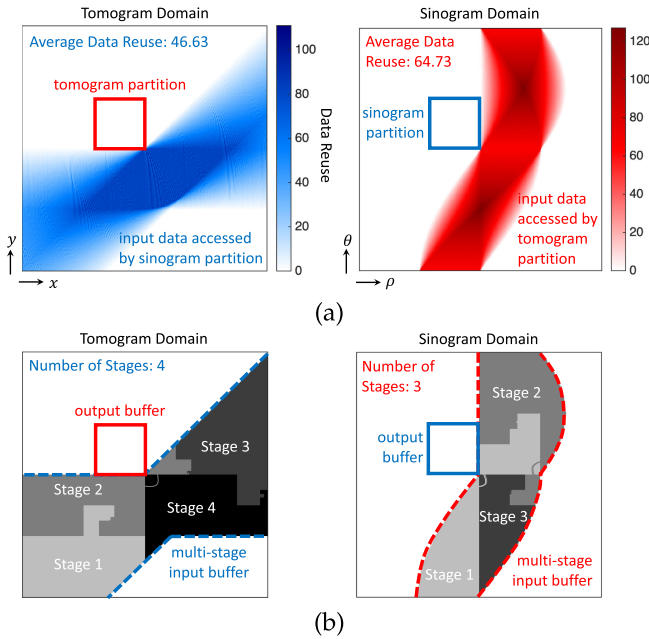 Tomogram Domain
Average Data Reuse: 46.63
tomogram partition
input data accessed
by sinogram partition
y
x
100
80
60
40
20
0
Data Reuse
Sinogram Domain
Average Data
Reuse: 64.73
sinogram
partition
input data
accessed by
tomogram
partition
θ
ρ
120
100
80
60
40
20
0
(a)
Tomogram Domain
Number of Stages: 4
output buffer
Stage 3
Stage 2
Stage 4
Stage 1
multi-stage
input buffer
Sinogram Domain
Number of
Stages: 3
Stage 2
output
buffer
Stage 3
Stage 1
multi-stage
input buffer
(b)